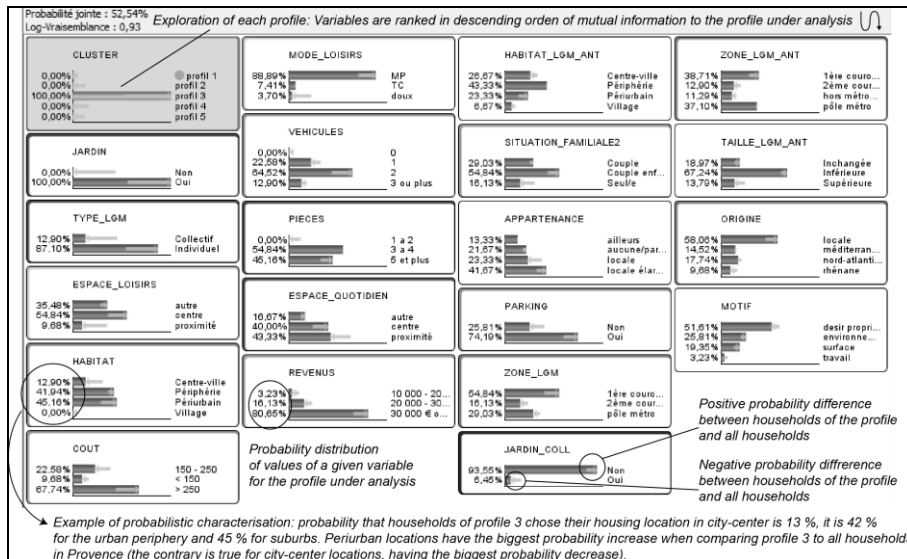 Probabilité jointe : 52,54%
Log-Vraisemblance : 0,93
Exploration of each profile: Variables are ranked in descending order of mutual information to the profile under analysis
CLUSTER
0,00% profil 1
0,00% profil 2
100,00% profil 3
0,00% profil 4
0,00% profil 5
JARDIN
0,00% Non
100,00% Oui
TYPE_LGM
12,90% Collectif
87,10% Individuel
ESPACE_LOISIRS
35,48% autre
54,84% centre
9,68% proximité
HABITAT
12,90% Centre-ville
41,94% Périphérie
45,16% Périurbain
0,00% Village
COUT
22,58% 150 - 250
9,68% < 150
67,74% > 250
MODE_LOISIRS
88,89% MP
7,41% TC
3,70% doux
VEHICULES
0,00% 0
22,58% 1
64,52% 2
12,90% 3 ou plus
PIECES
0,00% 1 a 2
54,84% 3 a 4
45,16% 5 et plus
ESPACE_QUOTIDIEN
16,67% autre
40,00% centre
43,33% proximité
REVENUS
3,23% 10 000 - 20...
16,13% 20 000 - 30...
80,65% 30 000 € o...
Probability distribution
of values of a given variable
for the profile under analysis
HABITAT_LGM_ANT
26,67% Centre-ville
43,33% Périphérie
23,33% Périurbain
6,67% Village
SITUATION_FAMILIALE2
29,03% Couple
54,84% Couple enf...
16,13% Seul/e
APPARTENANCE
13,33% ailleurs
21,67% aucune/par...
23,33% locale
41,67% locale élar...
PARKING
25,81% Non
74,19% Oui
ZONE_LGM
54,84% 1ère couro...
16,13% 2ème cour...
29,03% pôle métro
JARDIN_COLL
93,55% Non
6,45% Oui
ZONE_LGM_ANT
38,71% 1ère couro...
12,90% 2ème cour...
11,29% hors métro...
37,10% pôle métro
TAILLE_LGM_ANT
18,97% Inchangée
67,24% Inférieure
13,79% Supérieure
ORIGINE
58,06% locale
14,52% méditerran...
17,74% nord-atlanti...
9,68% rhénane
MOTIF
51,61% desir propri...
25,81% environne...
19,35% surface
3,23% travail
Positive probability difference
between households of the profile
and all households
Negative probability diffrerence
between households of the profile
and all households
Example of probabilistic characterisation: probability that households of profile 3 chose their housing location in city-center is 13 %, it is 42 %
for the urban periphery and 45 % for suburbs. Periurban locations have the biggest probability increase when comparing profile 3 to all households
in Provence (the contrary is true for city-center locations, having the biggest probability decrease).